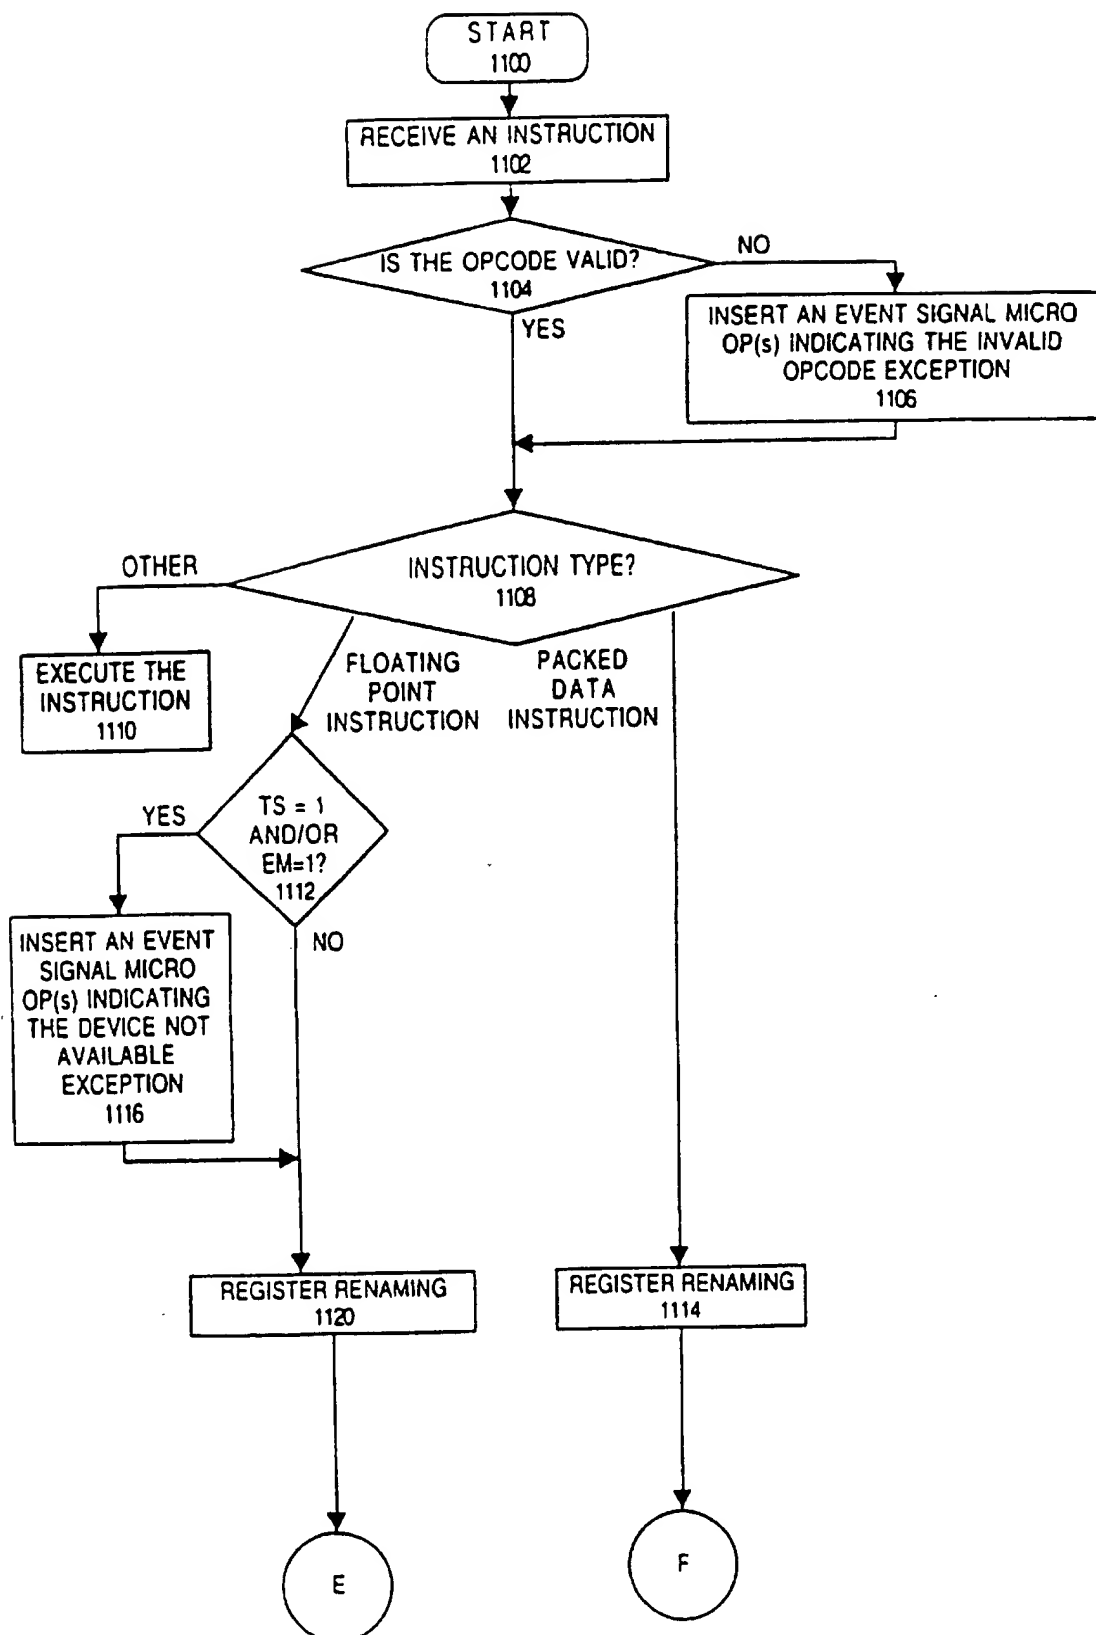 START
1100
RECEIVE AN INSTRUCTION
1102
IS THE OPCODE VALID?
1104
NO
YES
INSERT AN EVENT SIGNAL MICRO
OP(s) INDICATING THE INVALID
OPCODE EXCEPTION
1106
INSTRUCTION TYPE?
1108
OTHER
EXECUTE THE
INSTRUCTION
1110
FLOATING
POINT
INSTRUCTION
PACKED
DATA
INSTRUCTION
TS = 1
AND/OR
EM=1?
1112
YES
NO
INSERT AN EVENT
SIGNAL MICRO
OP(s) INDICATING
THE DEVICE NOT
AVAILABLE
EXCEPTION
1116
REGISTER RENAMING
1120
REGISTER RENAMING
1114
E
F